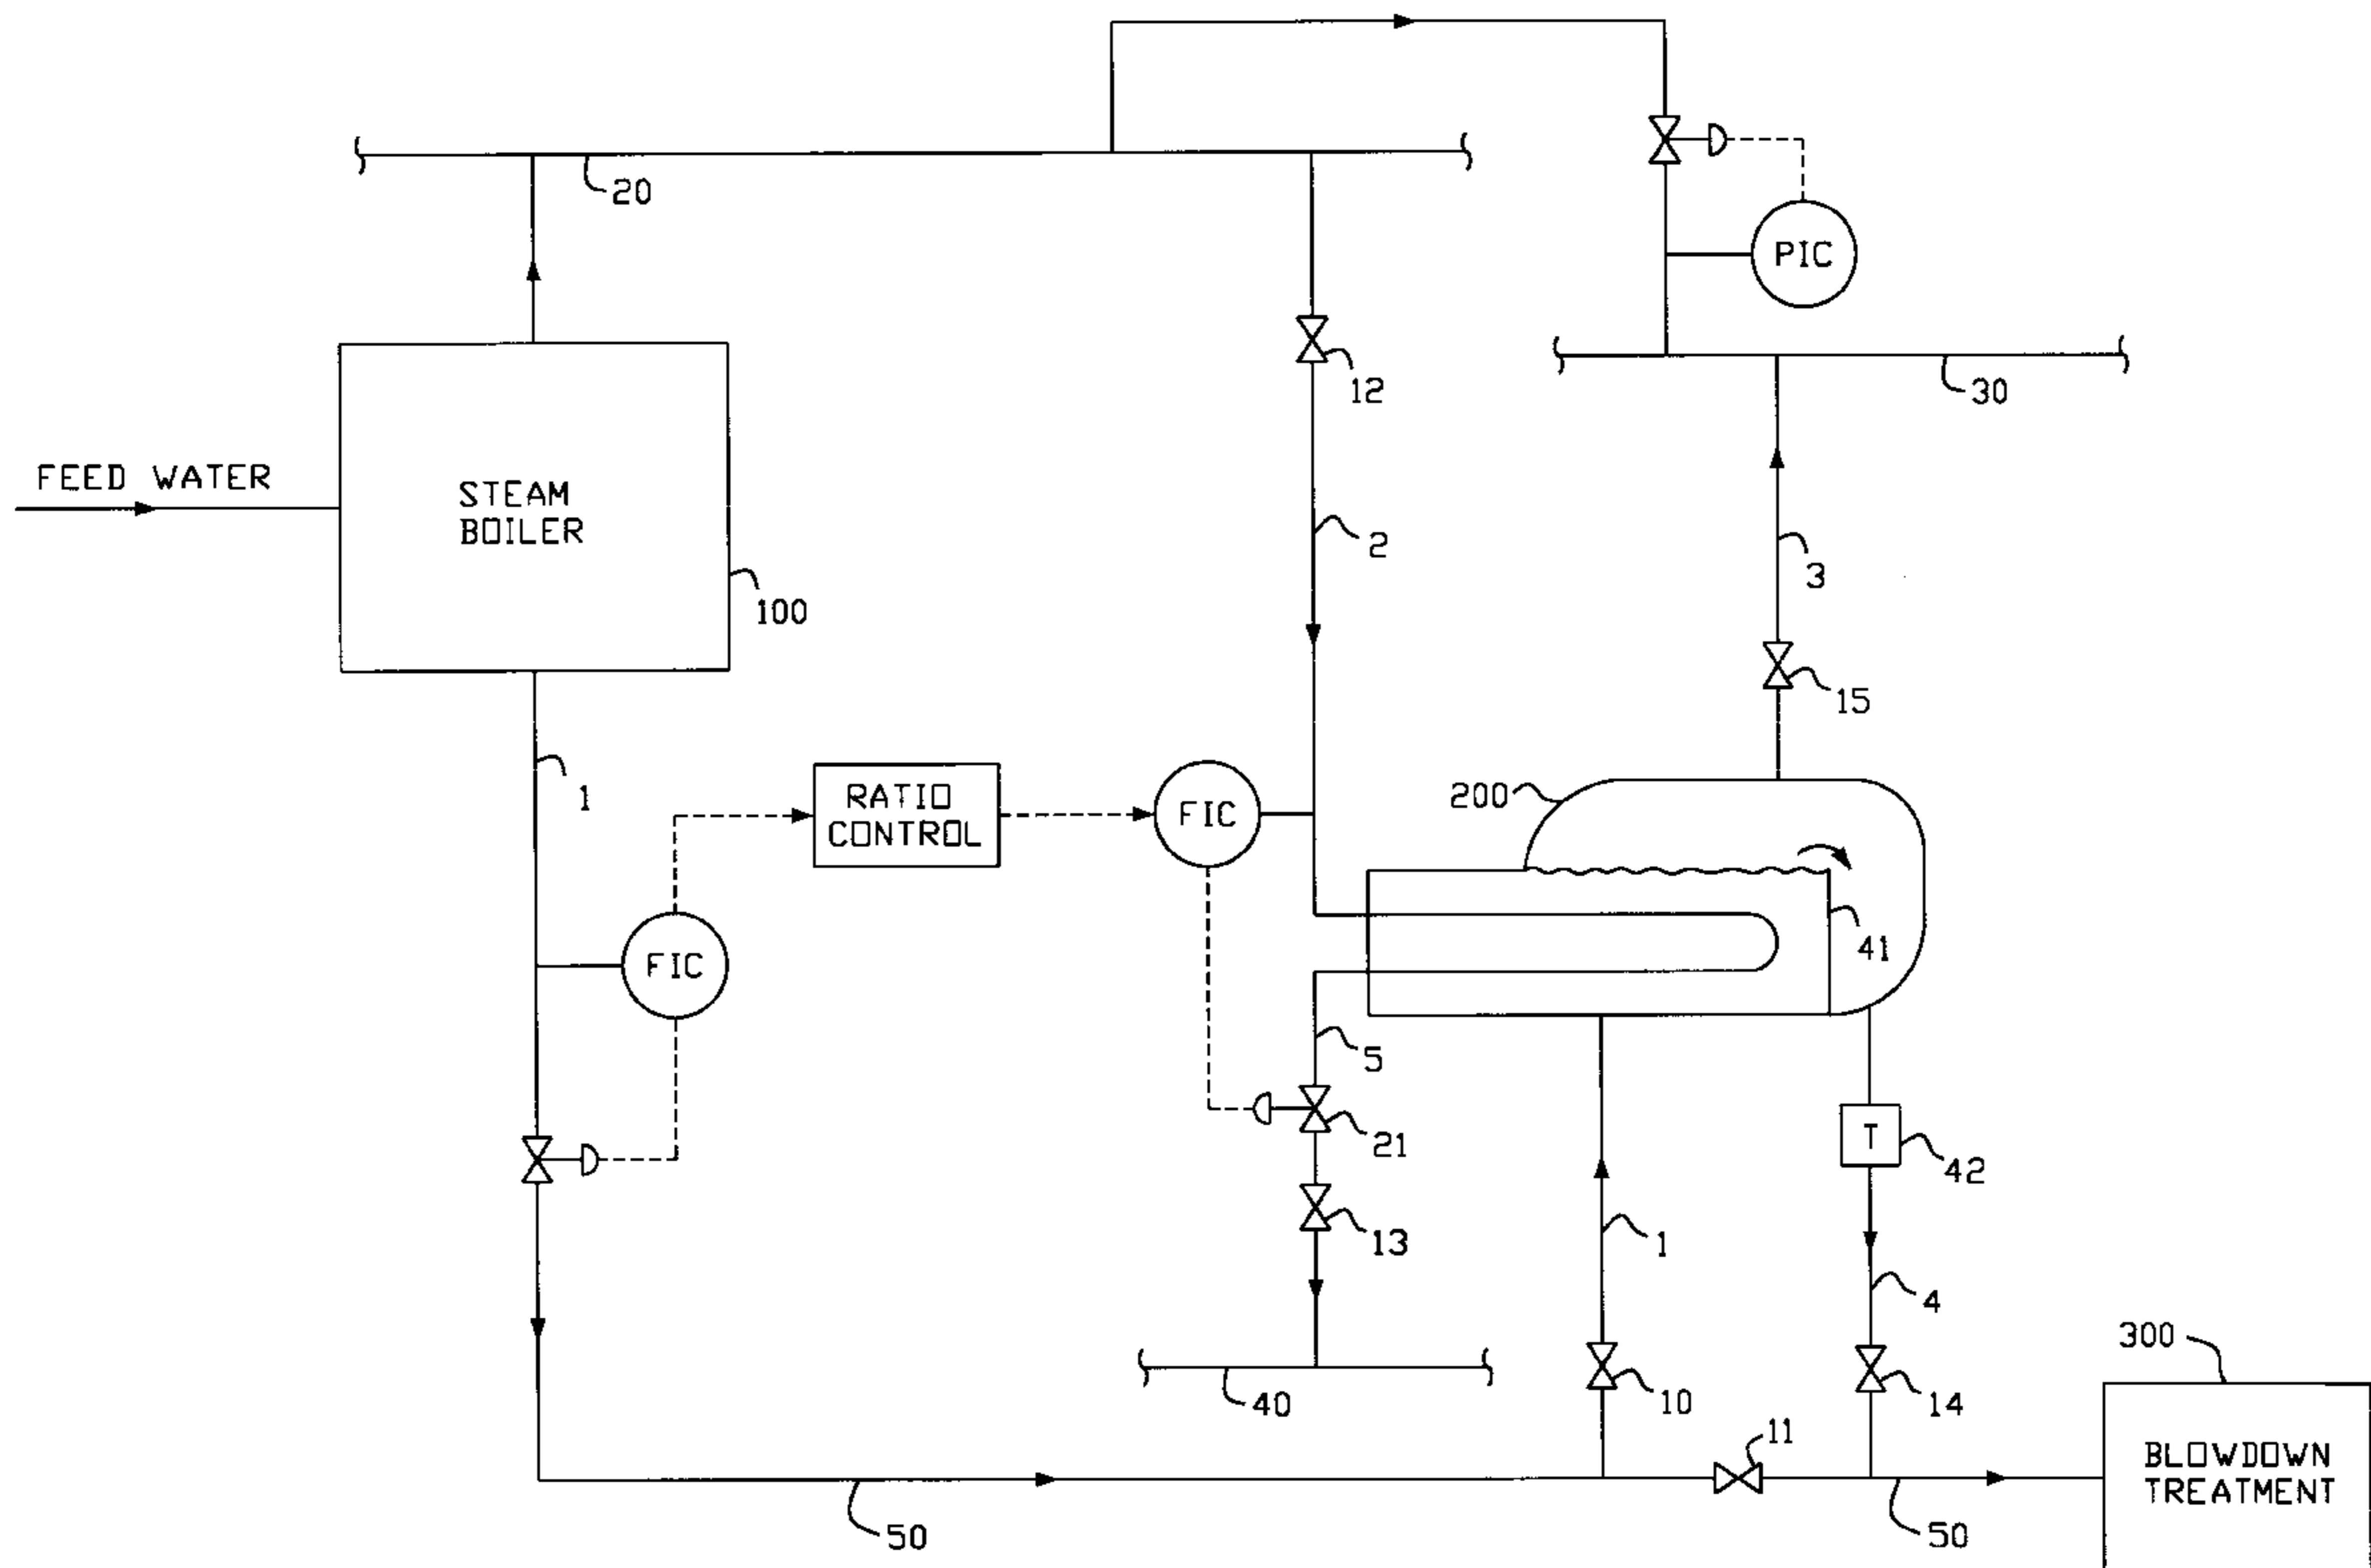 20
PIC
12
30
FEED WATER
STEAM
BOILER
2
3
100
15
1
RATIO
CONTROL
FIC
200
FIC
41
5
T
21
42
13
1
4
300
40
10
14
11
BLOWDOWN
TREATMENT
50
50